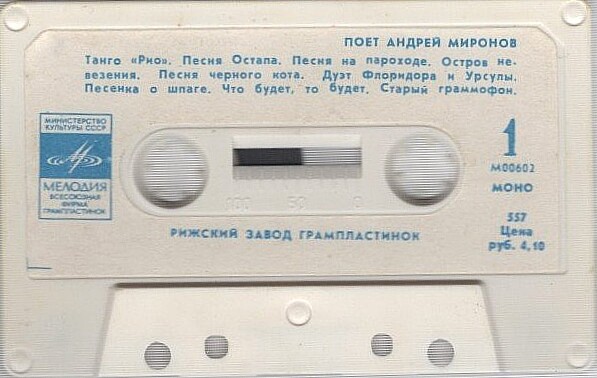 ПОЕТ АНДРЕЙ МИРОНОВ
Танго «Рио». Песня Остапа. Песня на пароходе. Остров не-
везения. Песня черного кота. Дуэт Флоридора и Урсулы.
Песенка о шпаге. Что будет, то будет. Старый граммофон.
МИНИСТЕРСТВО
КУЛЬТУРЫ СССР
МЕЛОДИЯ
ВСЕСОЮЗНАЯ
ФИРМА
ГРАМПЛАСТИНОК
1
М00602
МОНО
100 50 0
РИЖСКИЙ ЗАВОД ГРАМПЛАСТИНОК
557
Цена
руб. 4,10